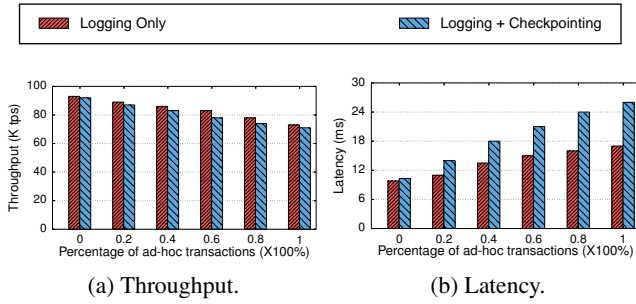 Logging Only
Logging + Checkpointing
Throughput (K tps)
100
80
60
40
20
0
0 0.2 0.4 0.6 0.8 1
Percentage of ad-hoc transactions (X100%)
(a) Throughput.
Latency (ms)
30
24
18
12
6
0
0 0.2 0.4 0.6 0.8 1
Percentage of ad-hoc transactions (X100%)
(b) Latency.